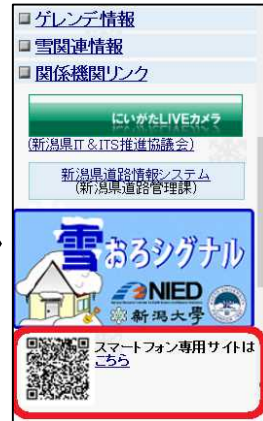 ゲレンデ情報
雪関連情報
関係機関リンク
にいがたLIVEカメラ
(新潟県IT&ITS推進協議会)
新潟県道路情報システム
(新潟県道路管理課)
雪おろシグナル
NIED
新潟大学
スマートフォン専用サイトは
こちら